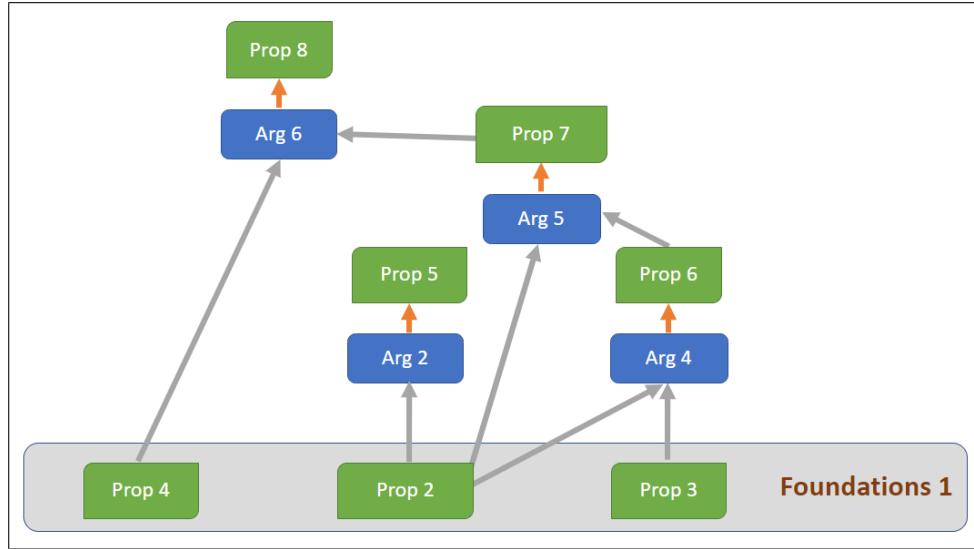 Prop 8
Arg 6
Prop 7
Arg 5
Prop 5
Prop 6
Arg 2
Arg 4
Prop 4
Prop 2
Prop 3
Foundations 1